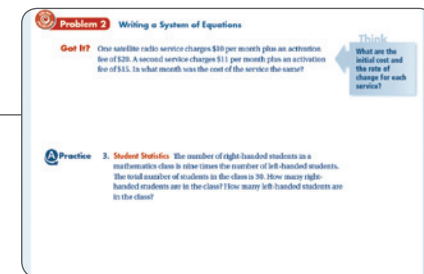 Problem 2 Writing a System of Equations
Got It? One satellite radio service charges $10 per month plus an activation
fee of $20. A second service charges $11 per month plus an activation
fee of $15. In what month was the cost of the service the same?
Think
What are the
initial cost and
the rate of
change for each
service?
A Practice 3. Student Statistics The number of right-handed students in a
mathematics class is nine times the number of left-handed students.
The total number of students in the class is 30. How many right-
handed students are in the class? How many left-handed students are
in the class?